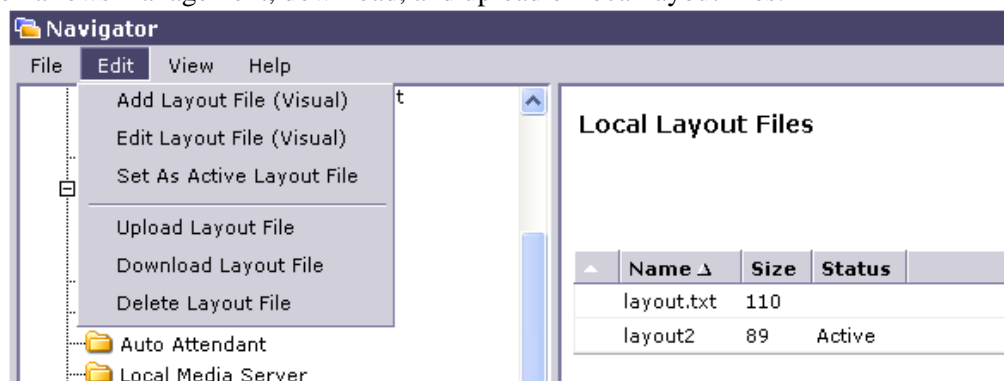 Navigator
File Edit View Help
Add Layout File (Visual)
Edit Layout File (Visual)
Set As Active Layout File
Upload Layout File
Download Layout File
Delete Layout File
Auto Attendant
Local Media Server
Local Layout Files
Name Size Status
layout.txt 110
layout2 89 Active